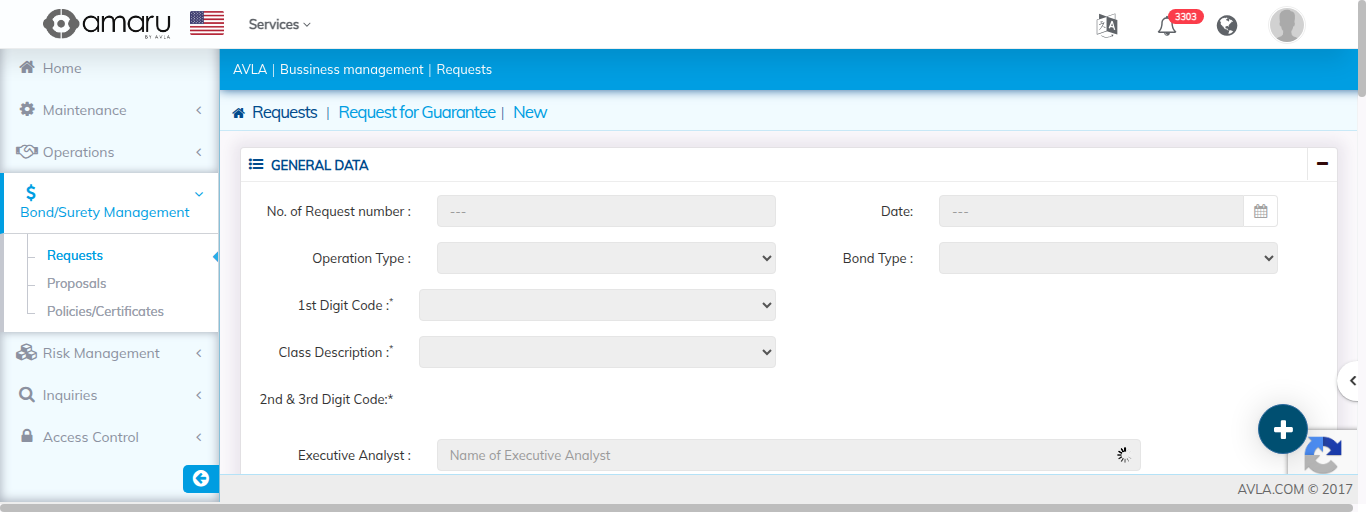 amaru
BY AVLA
Services
3303
Home
Maintenance
Operations
Bond/Surety Management
Requests
Proposals
Policies/Certificates
Risk Management
Inquiries
Access Control
AVLA | Bussiness management | Requests
Requests | Request for Guarantee | New
GENERAL DATA
No. of Request number : ---
Date: ---
Operation Type :
Bond Type :
1st Digit Code :*
Class Description :*
2nd & 3rd Digit Code:*
Executive Analyst : Name of Executive Analyst
AVLA.COM © 2017